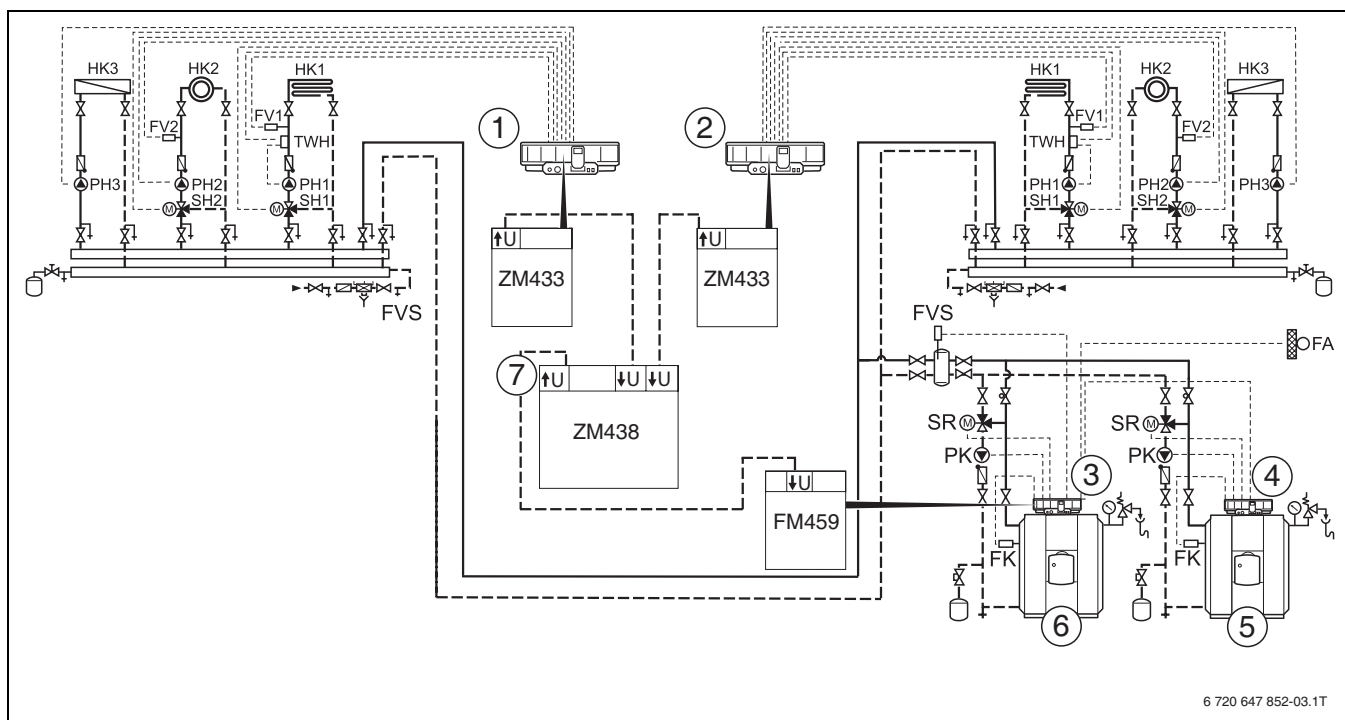 HK3
HK2
HK1
HK1
HK2
HK3
FV2
FV1
TWH
1
2
FV1
TWH
FV2
PH3
PH2
SH2
PH1
SH1
PH1
SH1
PH2
SH2
PH3
M
M
M
M
↑U
ZM433
↑U
ZM433
FVS
FVS
FA
7
↑U
↓U
↓U
ZM438
SR
M
SR
M
PK
PK
3
4
↓U
FM459
FK
FK
6
5
6 720 647 852-03.1T